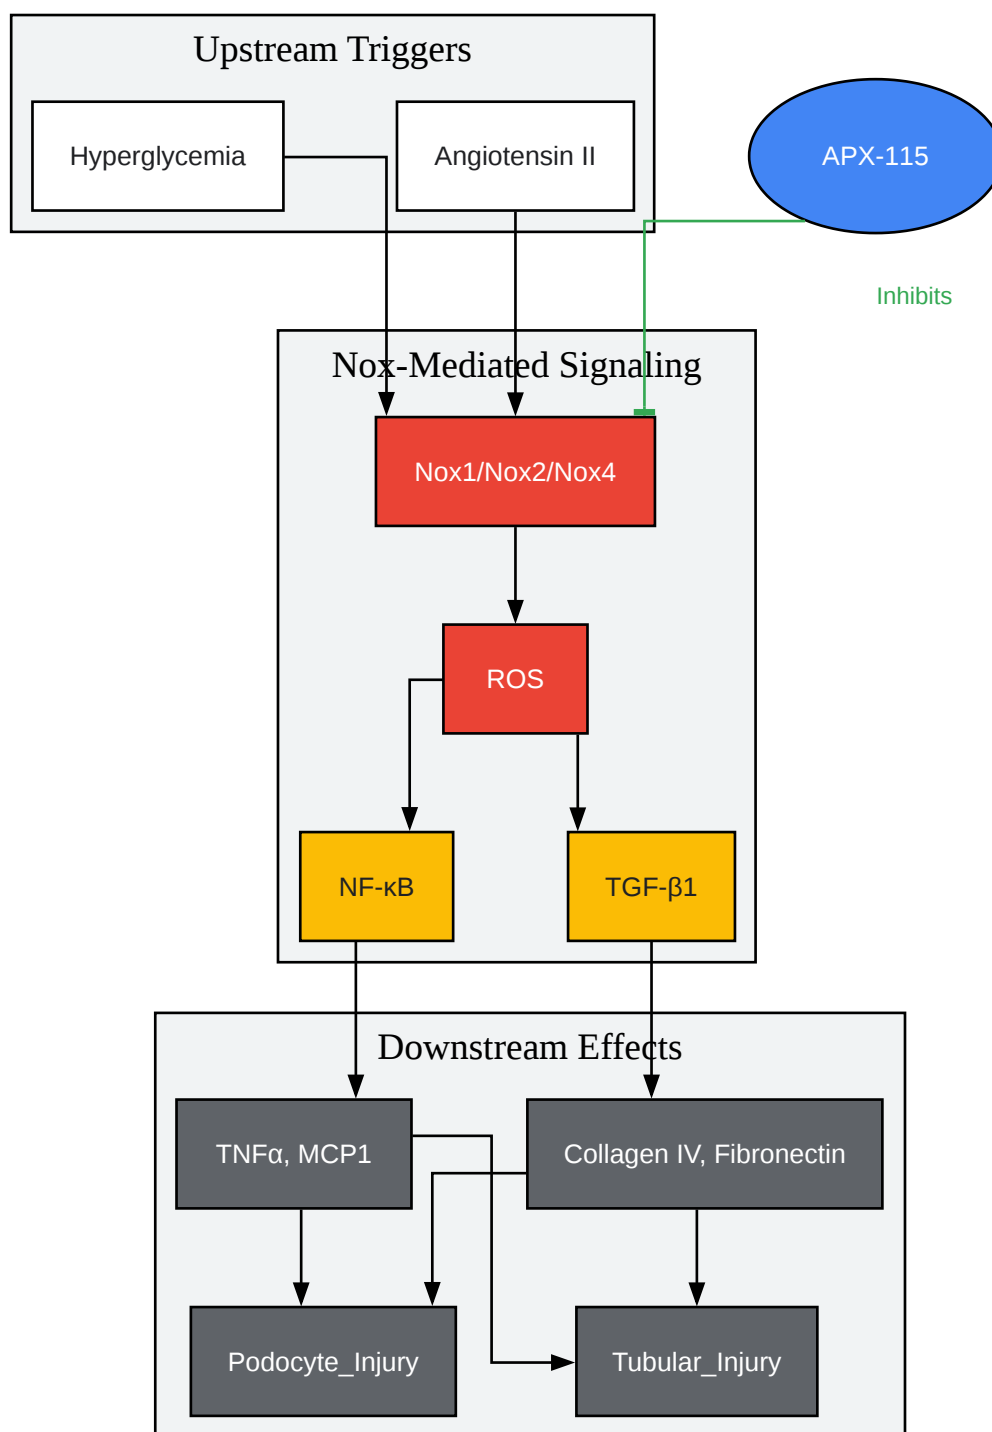 Upstream Triggers
Hyperglycemia
Angiotensin II
APX-115
Inhibits
Nox-Mediated Signaling
Nox1/Nox2/Nox4
ROS
NF-κB
TGF-β1
Downstream Effects
TNFα, MCP1
Collagen IV, Fibronectin
Podocyte_Injury
Tubular_Injury